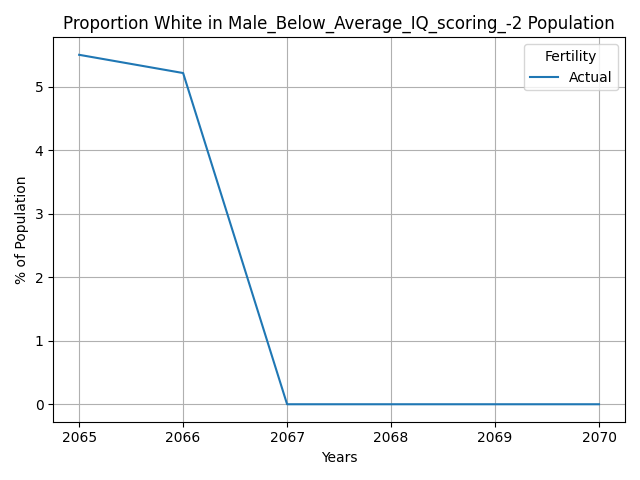 Proportion White in Male_Below_Average_IQ_scoring_-2 Population
Fertility
Actual
% of Population
5
4
3
2
1
0
2065 2066 2067 2068 2069 2070
Years